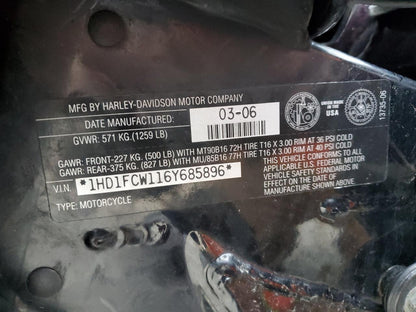 MFG BY HARLEY-DAVIDSON MOTOR COMPANY
DATE MANUFACTURED: 03-06
GVWR: 571 KG (1259 LB)
GAWR: FRONT-227 KG. (500 LB) WITH MT90B16 72H TIRE T16 X 3.00 RIM AT 36 PSI COLD
GAWR: REAR-375 KG. (827 LB) WITH MU/85B16 77H TIRE T16 X 3.00 RIM AT 40 PSI COLD
V.I.N. *1HD1FCW116Y685896*
TYPE: MOTORCYCLE
THIS VEHICLE CONFORMS TO ALL
APPLICABLE U.S. FEDERAL MOTOR
VEHICLE SAFETY STANDARDS IN
EFFECT ON THE DATE OF
MANUFACTURE SHOWN ABOVE.
MADE IN THE USA
13735-06